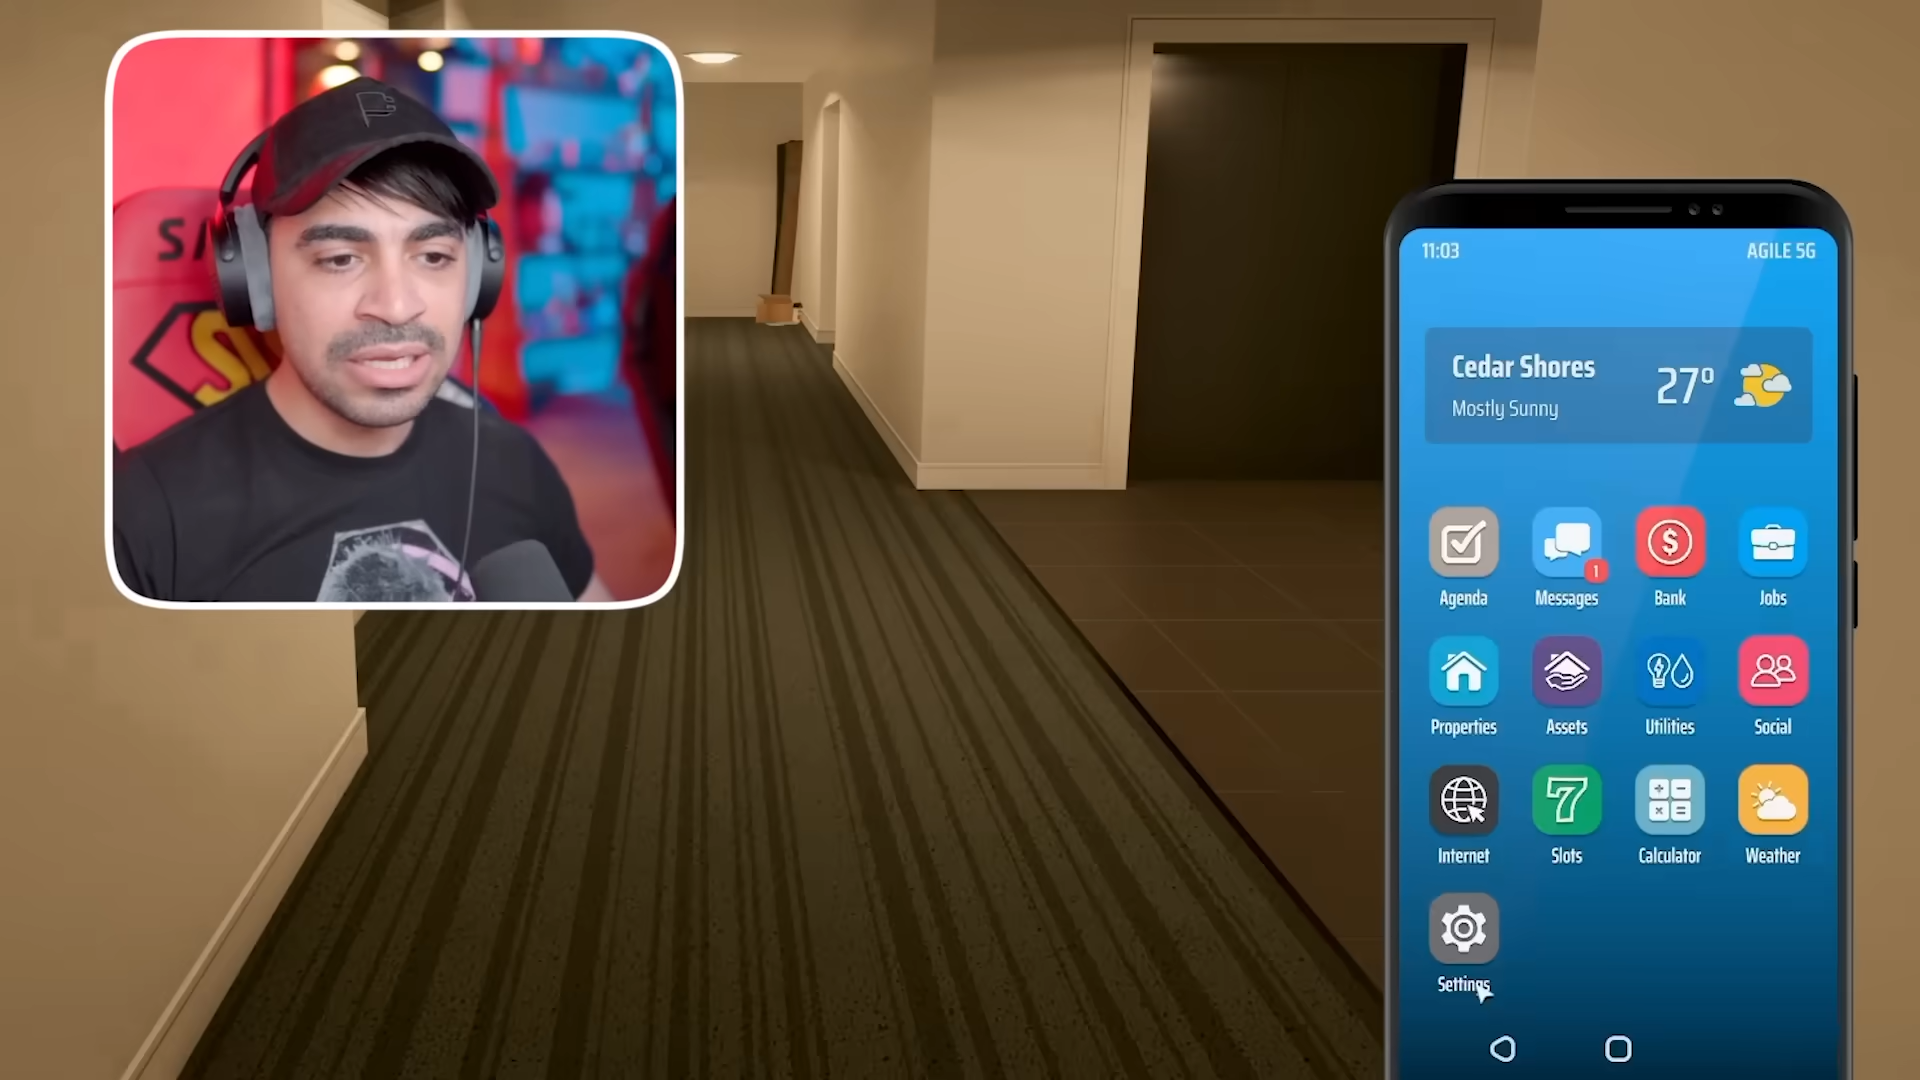 11:03 AGILE 5G
Cedar Shores
27°
Mostly Sunny
1
Agenda Messages Bank Jobs
Properties Assets Utilities Social
7
Internet Slots Calculator Weather
Settings